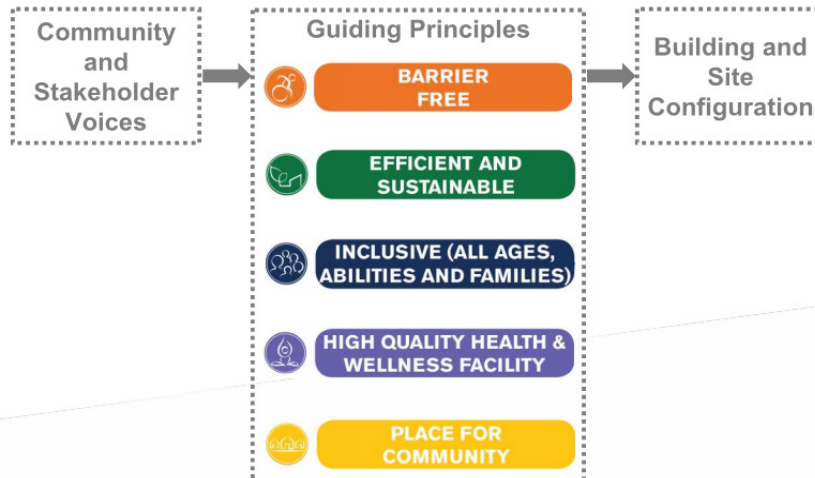 Community
and
Stakeholder
Voices
Guiding Principles
BARRIER
FREE
EFFICIENT AND
SUSTAINABLE
INCLUSIVE (ALL AGES,
ABILITIES AND FAMILIES)
HIGH QUALITY HEALTH &
WELLNESS FACILITY
PLACE FOR
COMMUNITY
Building and
Site
Configuration